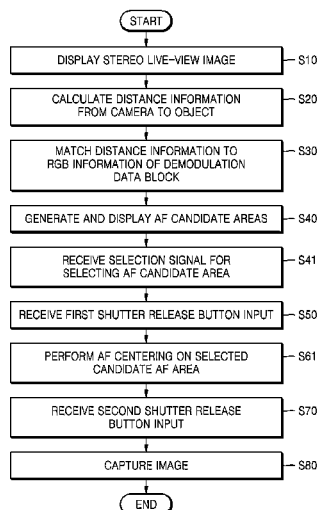 START
DISPLAY STEREO LIVE-VIEW IMAGE
S10
CALCULATE DISTANCE INFORMATION
FROM CAMERA TO OBJECT
S20
MATCH DISTANCE INFORMATION TO
RGB INFORMATION OF DEMODULATION
DATA BLOCK
S30
GENERATE AND DISPLAY AF CANDIDATE AREAS
S40
RECEIVE SELECTION SIGNAL FOR
SELECTING AF CANDIDATE AREA
S41
RECEIVE FIRST SHUTTER RELEASE BUTTON INPUT
S50
PERFORM AF CENTERING ON SELECTED
CANDIDATE AF AREA
S61
RECEIVE SECOND SHUTTER RELEASE
BUTTON INPUT
S70
CAPTURE IMAGE
S80
END